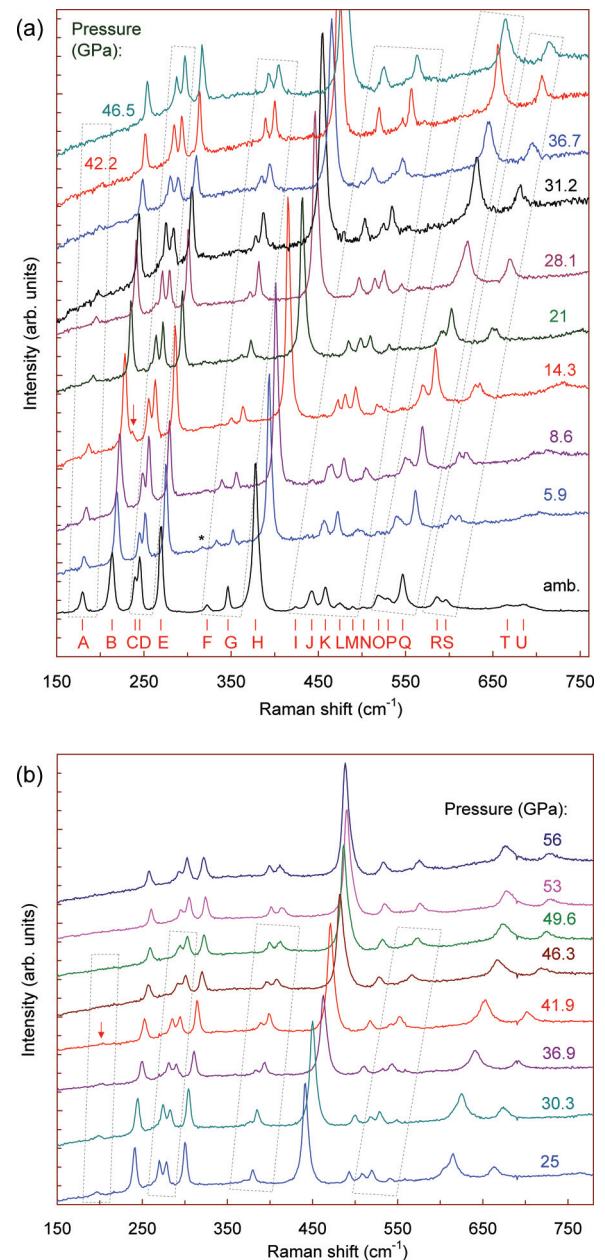 (a)
Pressure
(GPa):
46.5
42.2
36.7
31.2
28.1
21
14.3
8.6
5.9
*
amb.
A B C D E F G H I J K L M N O P Q R S T U
150 250 350 450 550 650 750
Raman shift (cm⁻¹)
Intensity (arb. units)
(b)
Pressure (GPa):
56
53
49.6
46.3
41.9
36.9
30.3
25
150 250 350 450 550 650 750
Raman shift (cm⁻¹)
Intensity (arb. units)